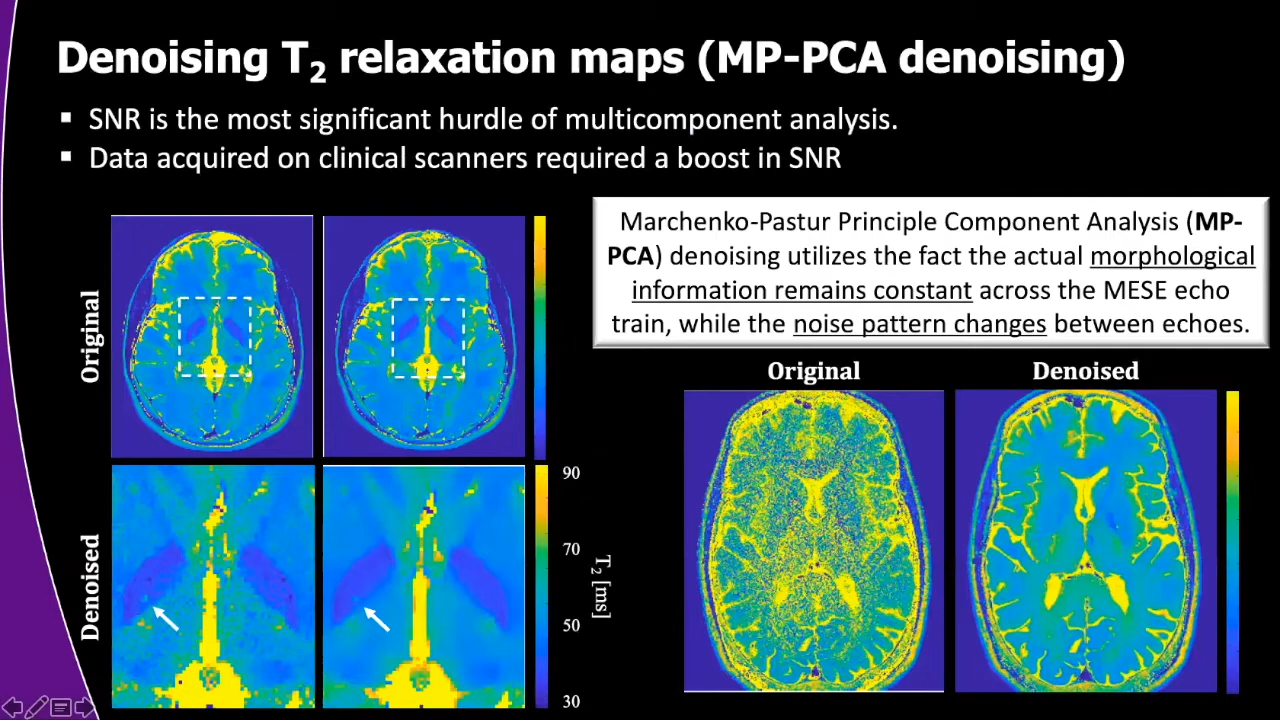 Denoising T₂ relaxation maps (MP-PCA denoising)
▪ SNR is the most significant hurdle of multicomponent analysis.
▪ Data acquired on clinical scanners required a boost in SNR
Marchenko-Pastur Principle Component Analysis (MP-
PCA) denoising utilizes the fact the actual morphological
information remains constant across the MESE echo
train, while the noise pattern changes between echoes.
Original
Denoised
90
70
50
30
T₂ [ms]
Original
Denoised